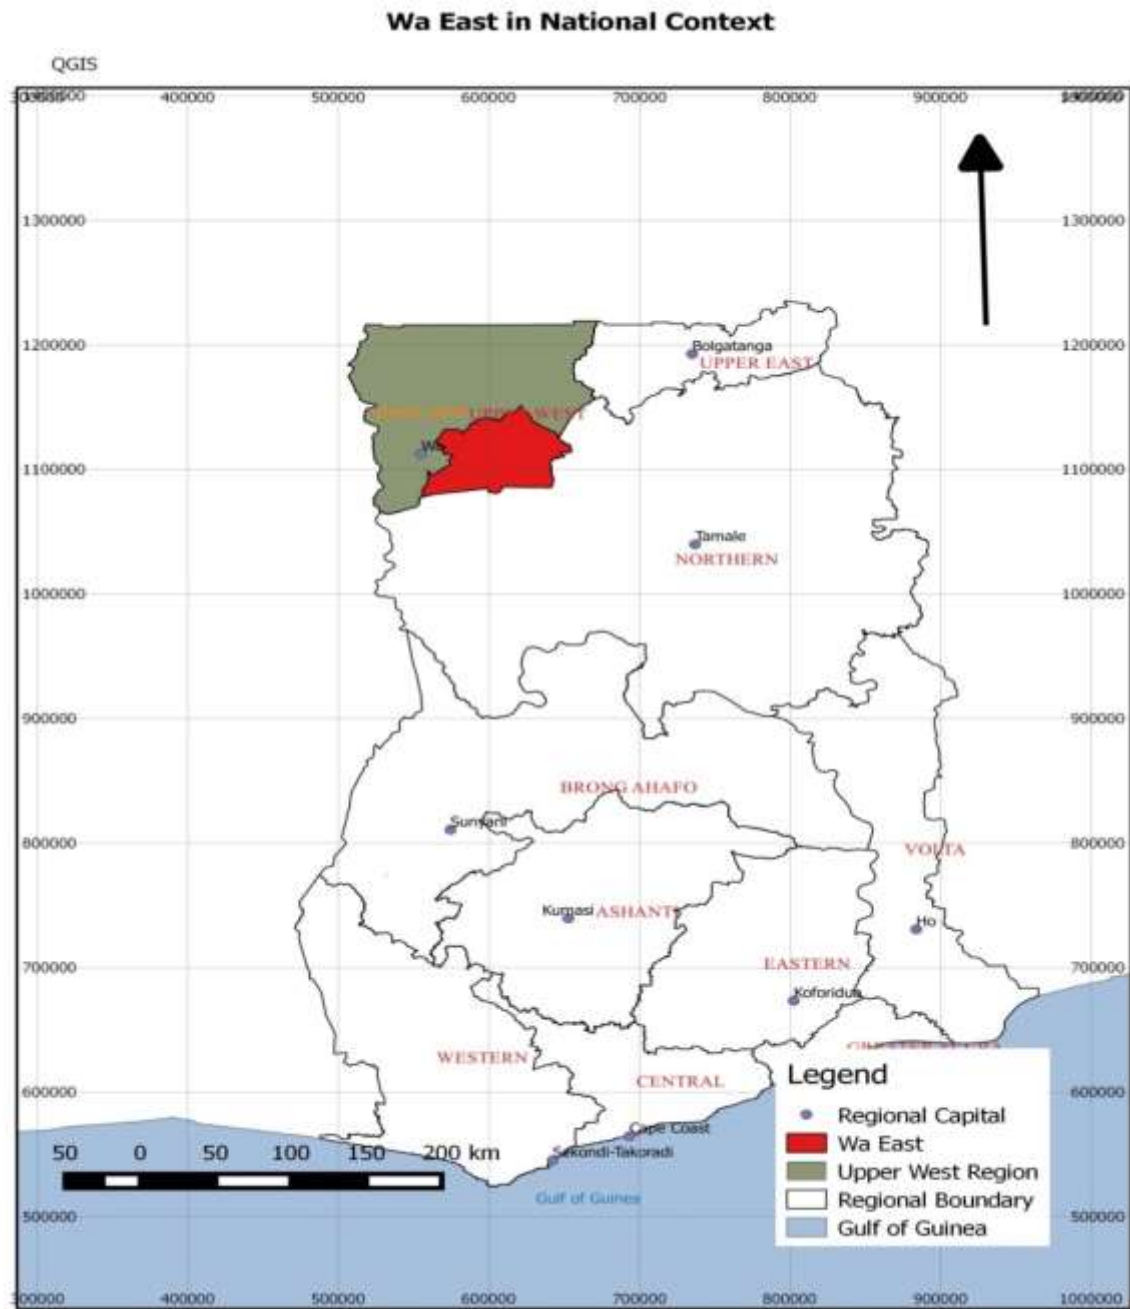 Wa East in National Context
QGIS
400000 500000 600000 700000 800000 900000
1300000 1300000
1200000 1200000
Bolgatanga
UPPER EAST
UPPER WEST
1100000 1100000
Tamale
NORTHERN
1000000 1000000
900000 900000
BRONG AHAFO
Sunyani
800000 800000
VOLTA
Kumasi ASHANTI
Ho
700000 700000
EASTERN
Koforidua
WESTERN
CENTRAL
600000 600000
Cape Coast
Sekondi-Takoradi
50 0 50 100 150 200 km
Gulf of Guinea
500000 500000
Legend
Regional Capital
Wa East
Upper West Region
Regional Boundary
Gulf of Guinea
300000 400000 500000 600000 700000 800000 900000 1000000